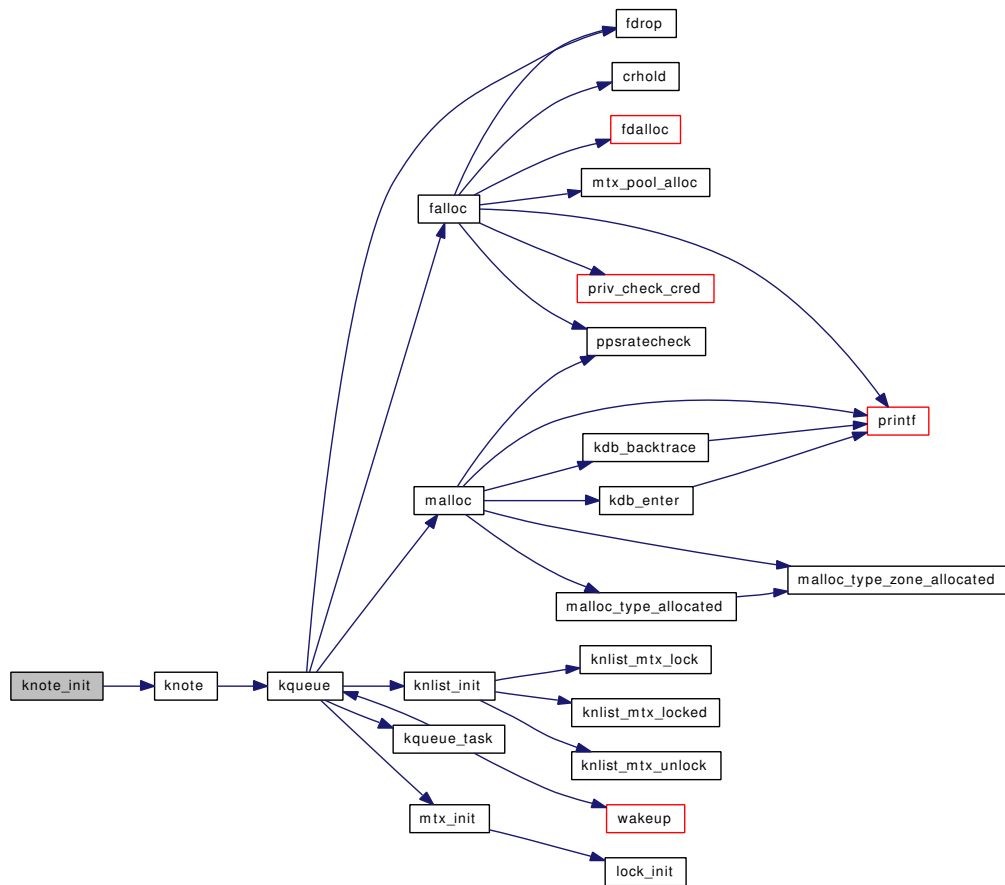 fdrop
crhold
fdalloc
mtx_pool_alloc
falloc
priv_check_cred
ppsratecheck
printf
kdb_backtrace
malloc
kdb_enter
malloc_type_zone_allocated
malloc_type_allocated
knlist_mtx_lock
knote_init
knote
kqueue
knlist_init
knlist_mtx_locked
kqueue_task
knlist_mtx_unlock
mtx_init
wakeup
lock_init